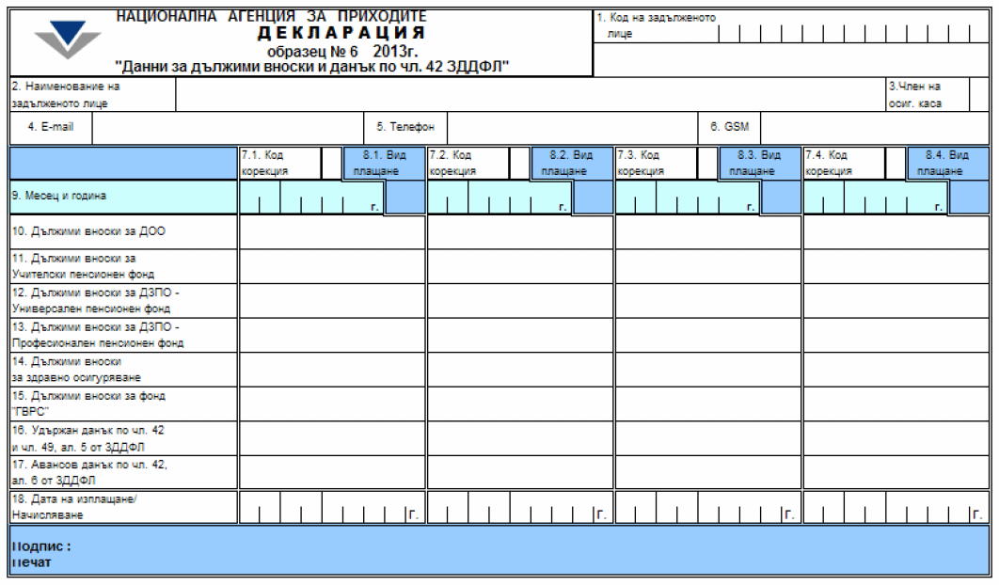 НАЦИОНАЛНА АГЕНЦИЯ ЗА ПРИХОДИТЕ
ДЕКЛАРАЦИЯ
образец № 6 2013г.
"Данни за дължими вноски и данък по чл. 42 ЗДДФЛ"
1. Код на задълженото
лице
2. Наименование на
задълженото лице
3.Член на
осиг. каса
4. E-mail
5. Телефон
6. GSM
7.1. Код
корекция
8.1. Вид
плащане
7.2. Код
корекция
8.2. Вид
плащане
7.3. Код
корекция
8.3. Вид
плащане
7.4. Код
корекция
8.4. Вид
плащане
9. Месец и година
г.
г.
г.
г.
10. Дължими вноски за ДОО
11. Дължими вноски за
Учителски пенсионен фонд
12. Дължими вноски за ДЗПО -
Универсален пенсионен фонд
13. Дължими вноски за ДЗПО -
Професионален пенсионен фонд
14. Дължими вноски
за здравно осигуряване
15. Дължими вноски за фонд
"ГВРС"
16. Удържан данък по чл. 42
и чл. 49, ал. 5 от ЗДДФЛ
17. Авансов данък по чл. 42,
ал. 6 от ЗДДФЛ
18. Дата на изплащане/
Начисляване
г.
г.
г.
г.
Подпис :
Печат